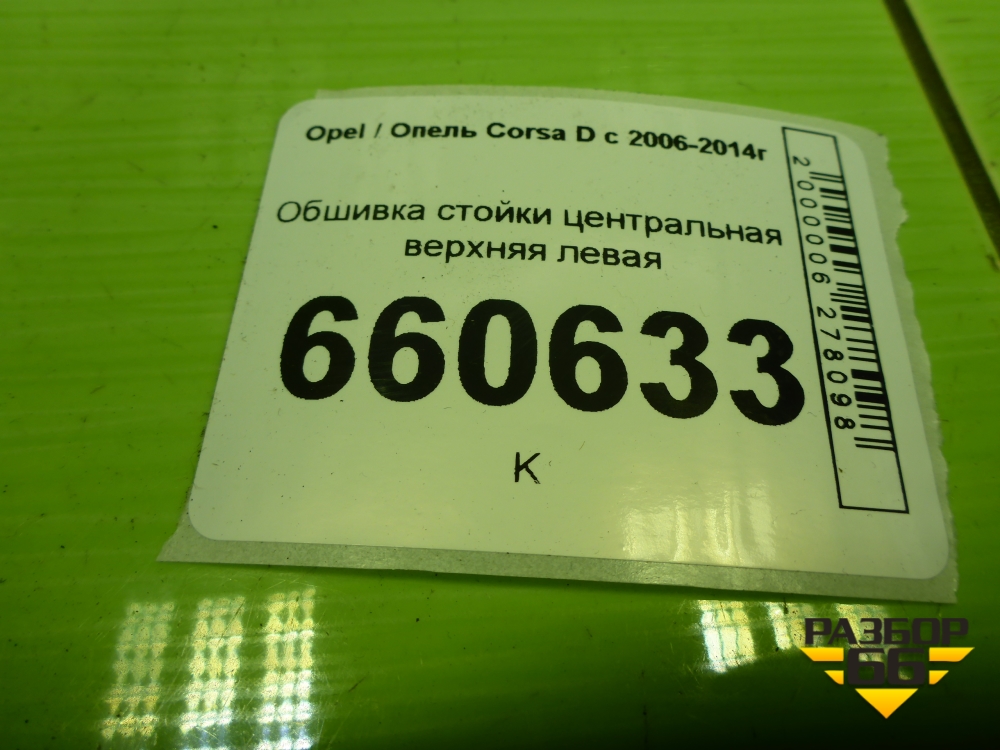 Opel / Опель Corsa D с 2006-2014г
Обшивка стойки центральная
верхняя левая
660633
К
2000006278098
РАЗБОР
66